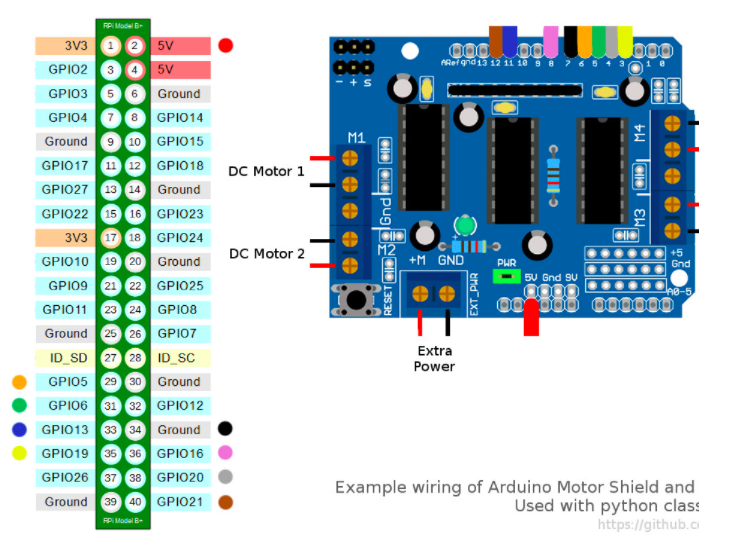 RPi Model B+
3V3 1 2 5V
GPIO2 3 4 5V
GPIO3 5 6 Ground
GPIO4 7 8 GPIO14
Ground 9 10 GPIO15
GPIO17 11 12 GPIO18
GPIO27 13 14 Ground
GPIO22 15 16 GPIO23
3V3 17 18 GPIO24
GPIO10 19 20 Ground
GPIO9 21 22 GPIO25
GPIO11 23 24 GPIO8
Ground 25 26 GPIO7
ID_SD 27 28 ID_SC
GPIO5 29 30 Ground
GPIO6 31 32 GPIO12
GPIO13 33 34 Ground
GPIO19 35 36 GPIO16
GPIO26 37 38 GPIO20
Ground 39 40 GPIO21
RPi Model B+
ARef gnd 13 12 11 10 9 8 7 6 5 4 3 2 1 0
- + S
M1
DC Motor 1
Gnd
DC Motor 2
M2
M4
M3
+M GND
PWR
RESET
EXT_PWR
5V Gnd 9V
+5
Gnd
A0-5
Extra
Power
Example wiring of Arduino Motor Shield and
Used with python clas
https://github.c